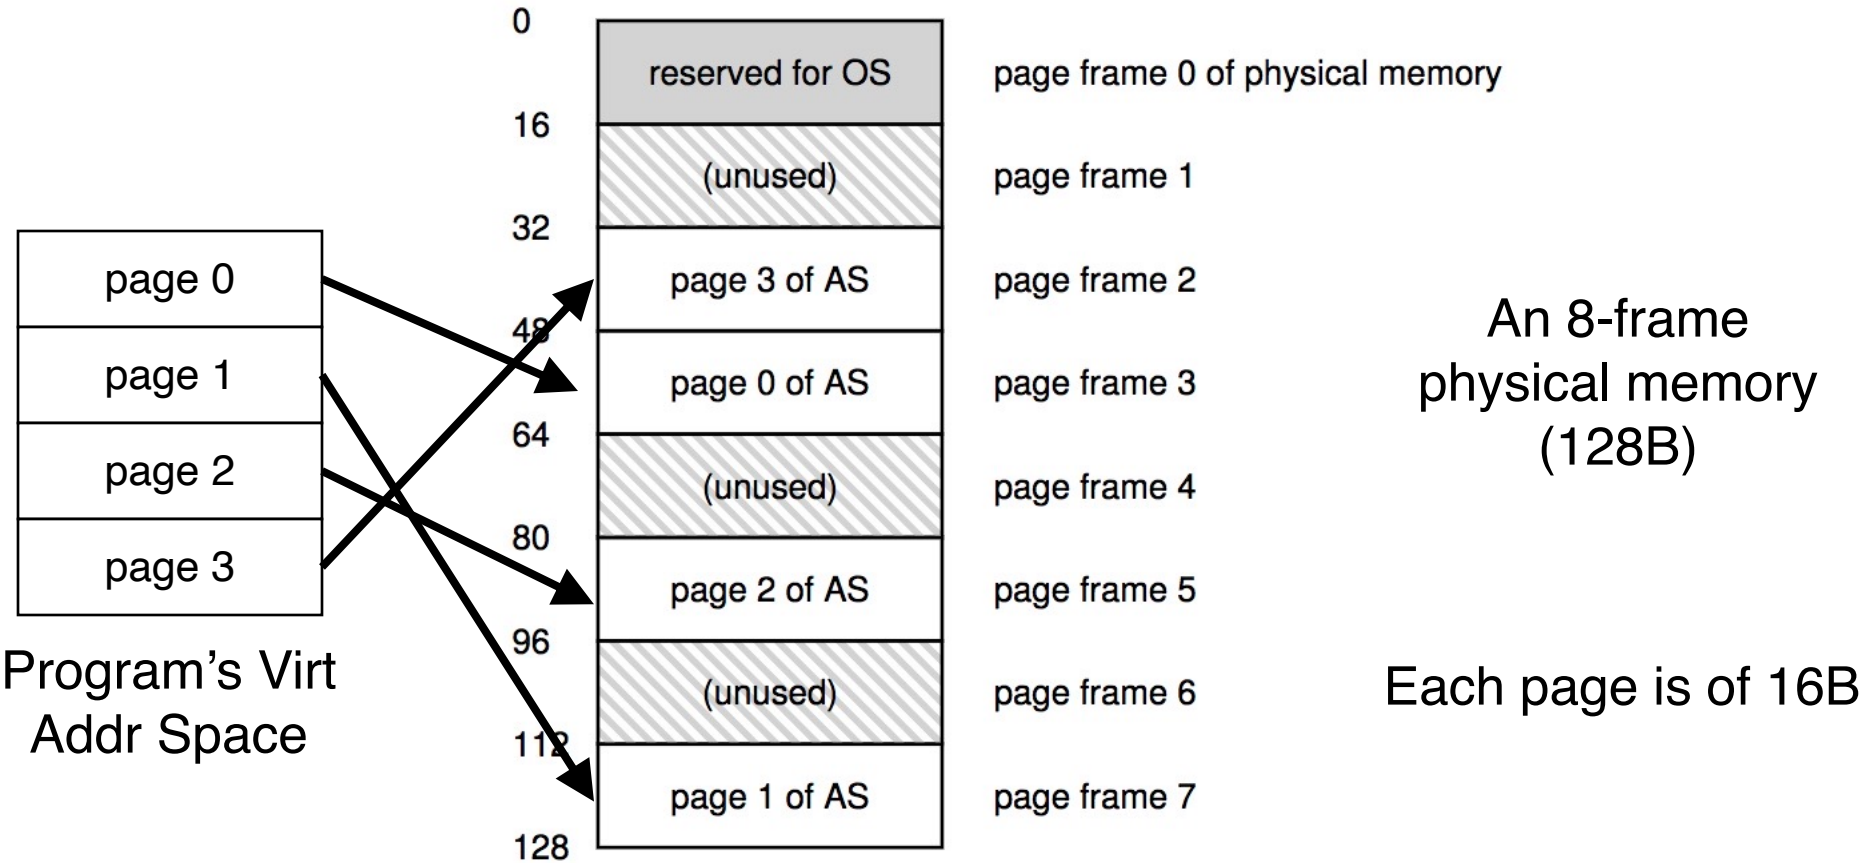 0
reserved for OS
page frame 0 of physical memory
16
(unused)
page frame 1
32
page 0
page 3 of AS
page frame 2
48
page 1
page 0 of AS
page frame 3
An 8-frame
physical memory
(128B)
64
page 2
(unused)
page frame 4
80
page 3
page 2 of AS
page frame 5
96
Program’s Virt
Addr Space
(unused)
page frame 6
Each page is of 16B
112
page 1 of AS
page frame 7
128